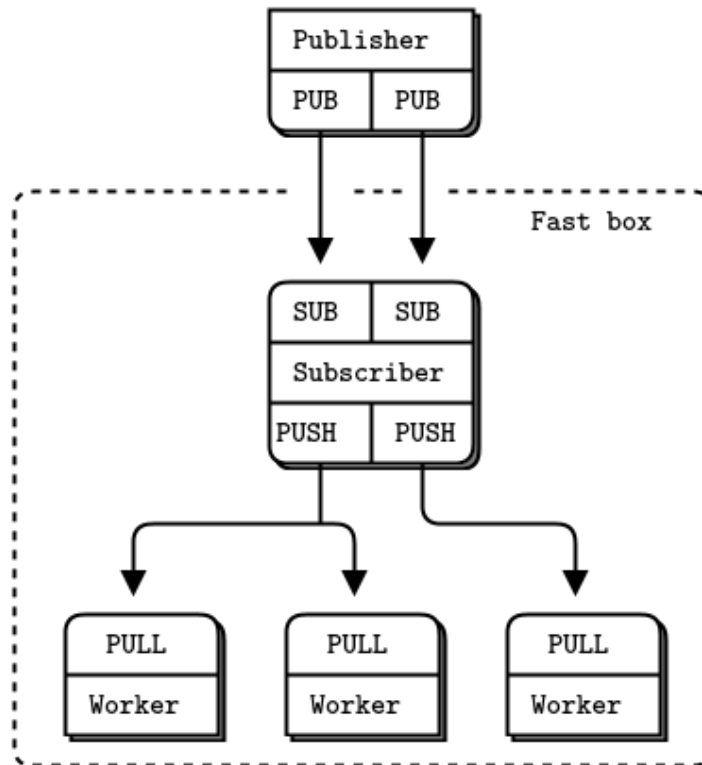 Publisher
PUB PUB
Fast box
SUB SUB
Subscriber
PUSH PUSH
PULL PULL PULL
Worker Worker Worker